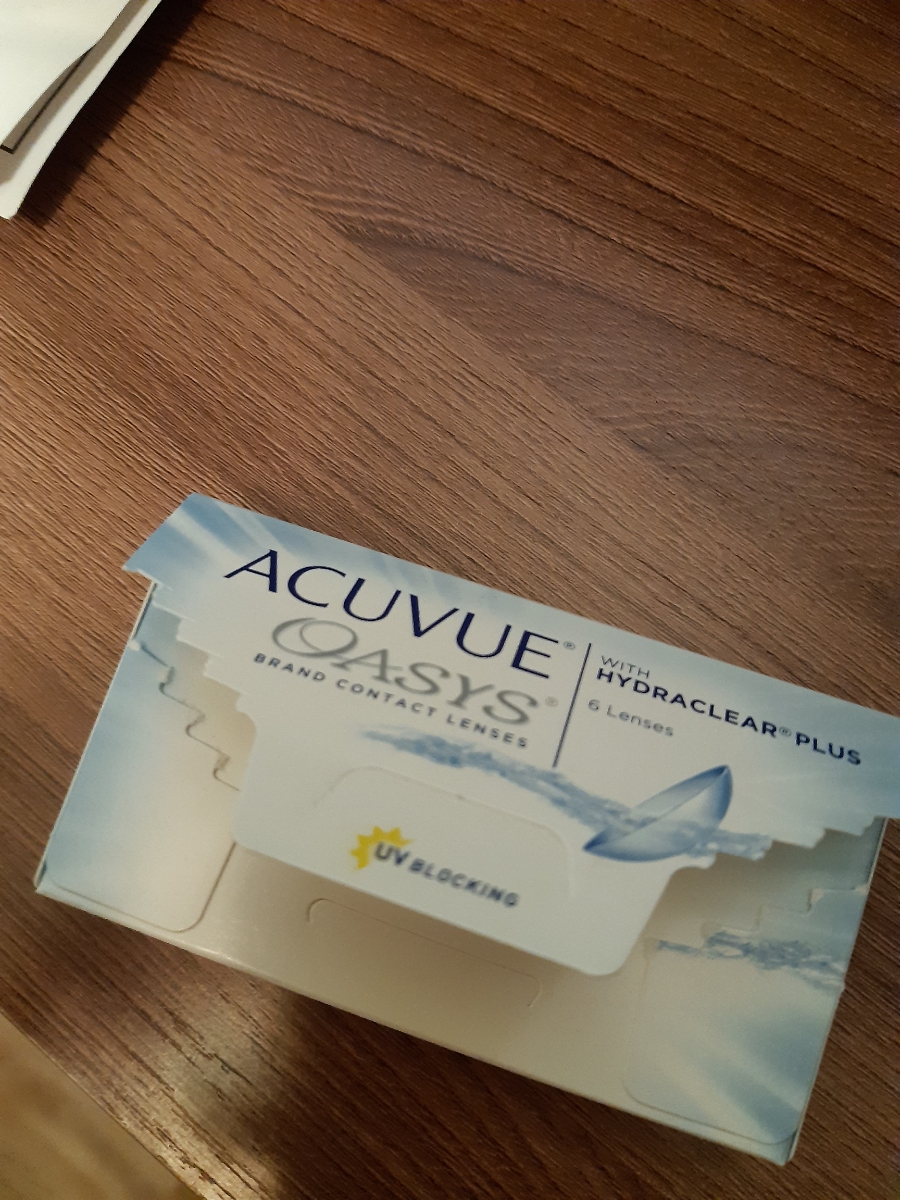 ACUVUE®
OASYS®
BRAND CONTACT LENSES
WITH
HYDRACLEAR® PLUS
6 Lenses
UV BLOCKING